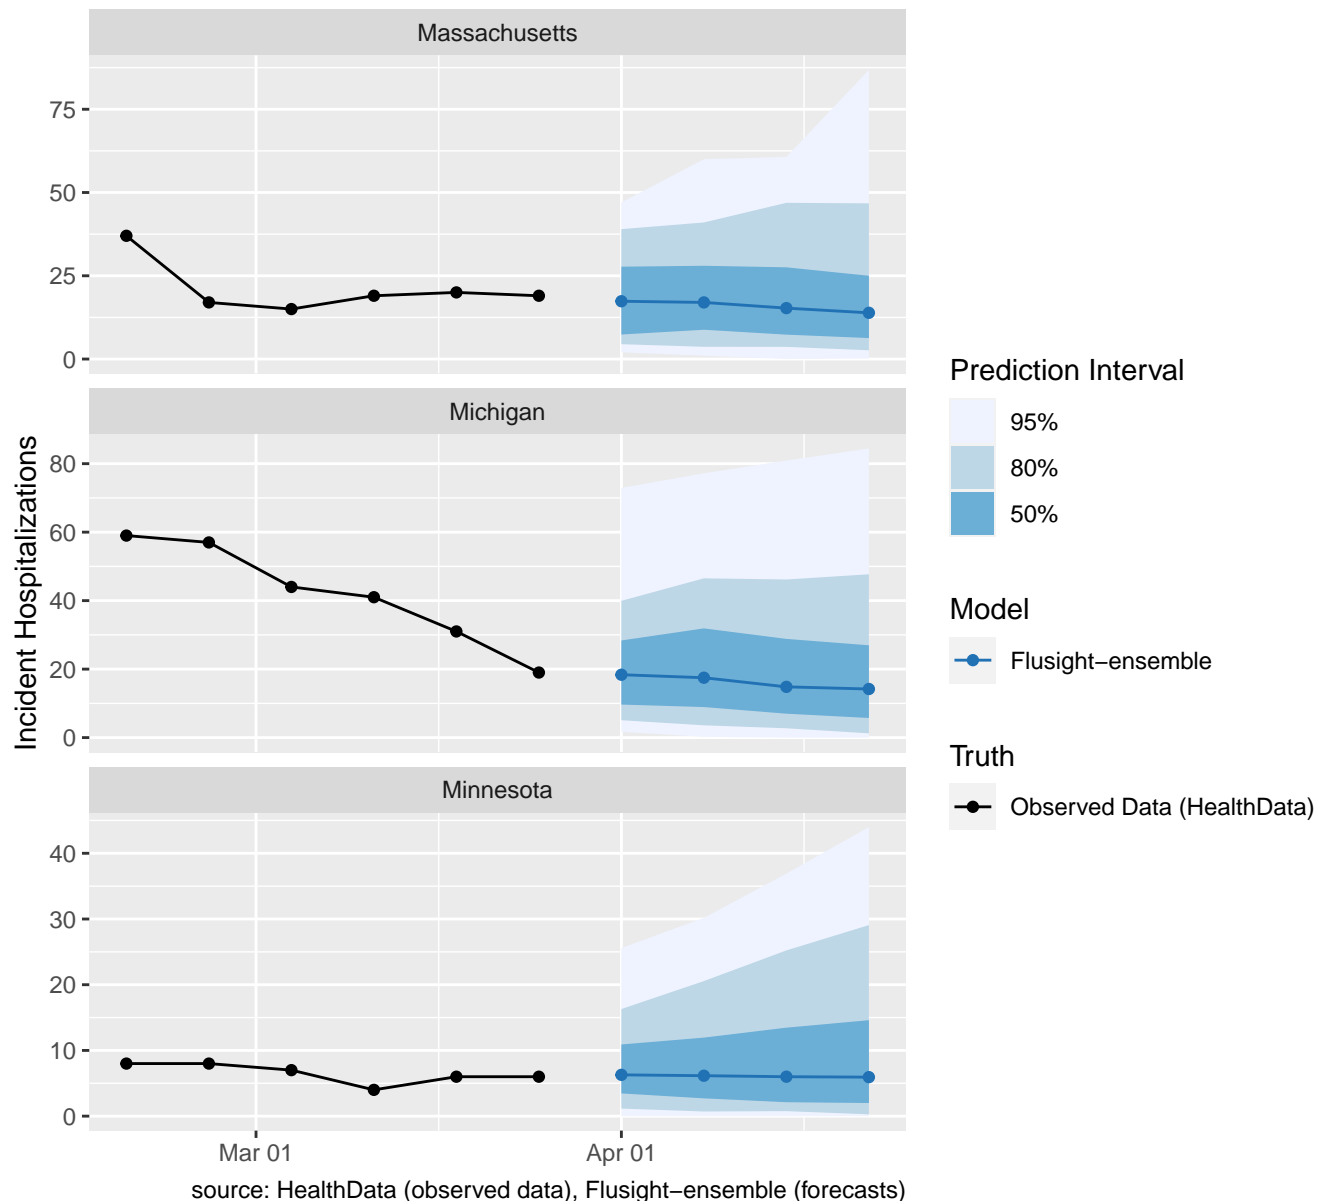 Massachusetts
75
50
25
0
Michigan
80
60
40
20
0
Minnesota
40
30
20
10
0
Mar 01
Apr 01
Incident Hospitalizations
source: HealthData (observed data), Flusight−ensemble (forecasts)
Prediction Interval
95%
80%
50%
Model
Flusight−ensemble
Truth
Observed Data (HealthData)